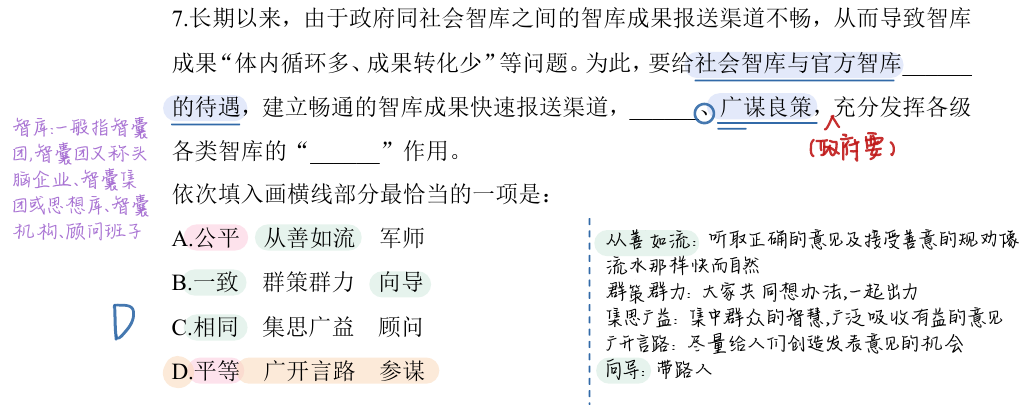 7.长期以来，由于政府同社会智库之间的智库成果报送渠道不畅，从而导致智库
成果“体内循环多、成果转化少”等问题。为此，要给社会智库与官方智库______
的待遇，建立畅通的智库成果快速报送渠道，______、广谋良策，充分发挥各级
(政府要)
各类智库的“______”作用。
依次填入画横线部分最恰当的一项是：
A.公平 从善如流 军师
B.一致 群策群力 向导
C.相同 集思广益 顾问
D.平等 广开言路 参谋
D
智库:一般指智囊
团,智囊团又称头
脑企业、智囊集
团或思想库、智囊
机构、顾问班子
从善如流：听取正确的意见及接受善意的规劝像
流水那样快而自然
群策群力：大家共同想办法,一起出力
集思广益：集中群众的智慧,广泛吸收有益的意见
广开言路：尽量给人们创造发表意见的机会
向导：带路人